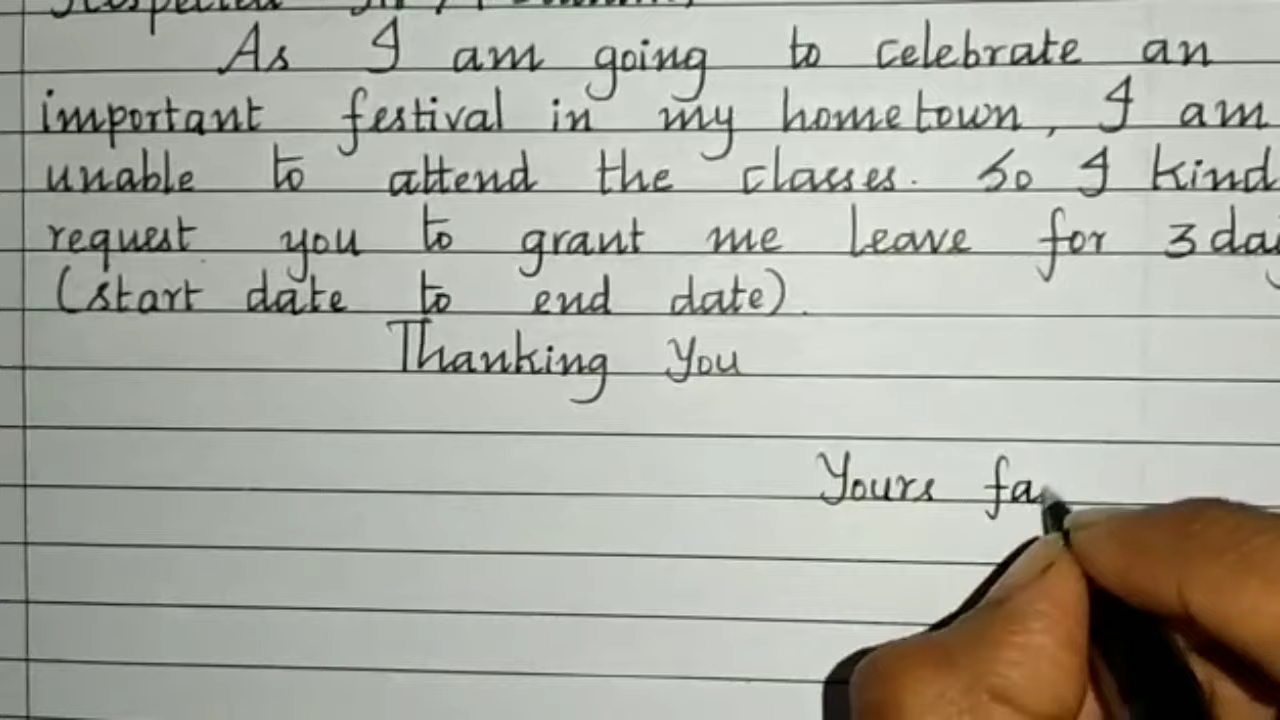 As I am going to celebrate an
important festival in my hometown, I am
unable to attend the classes. So I kind
request you to grant me leave for 3 day
(start date to end date).
Thanking You
Yours fa